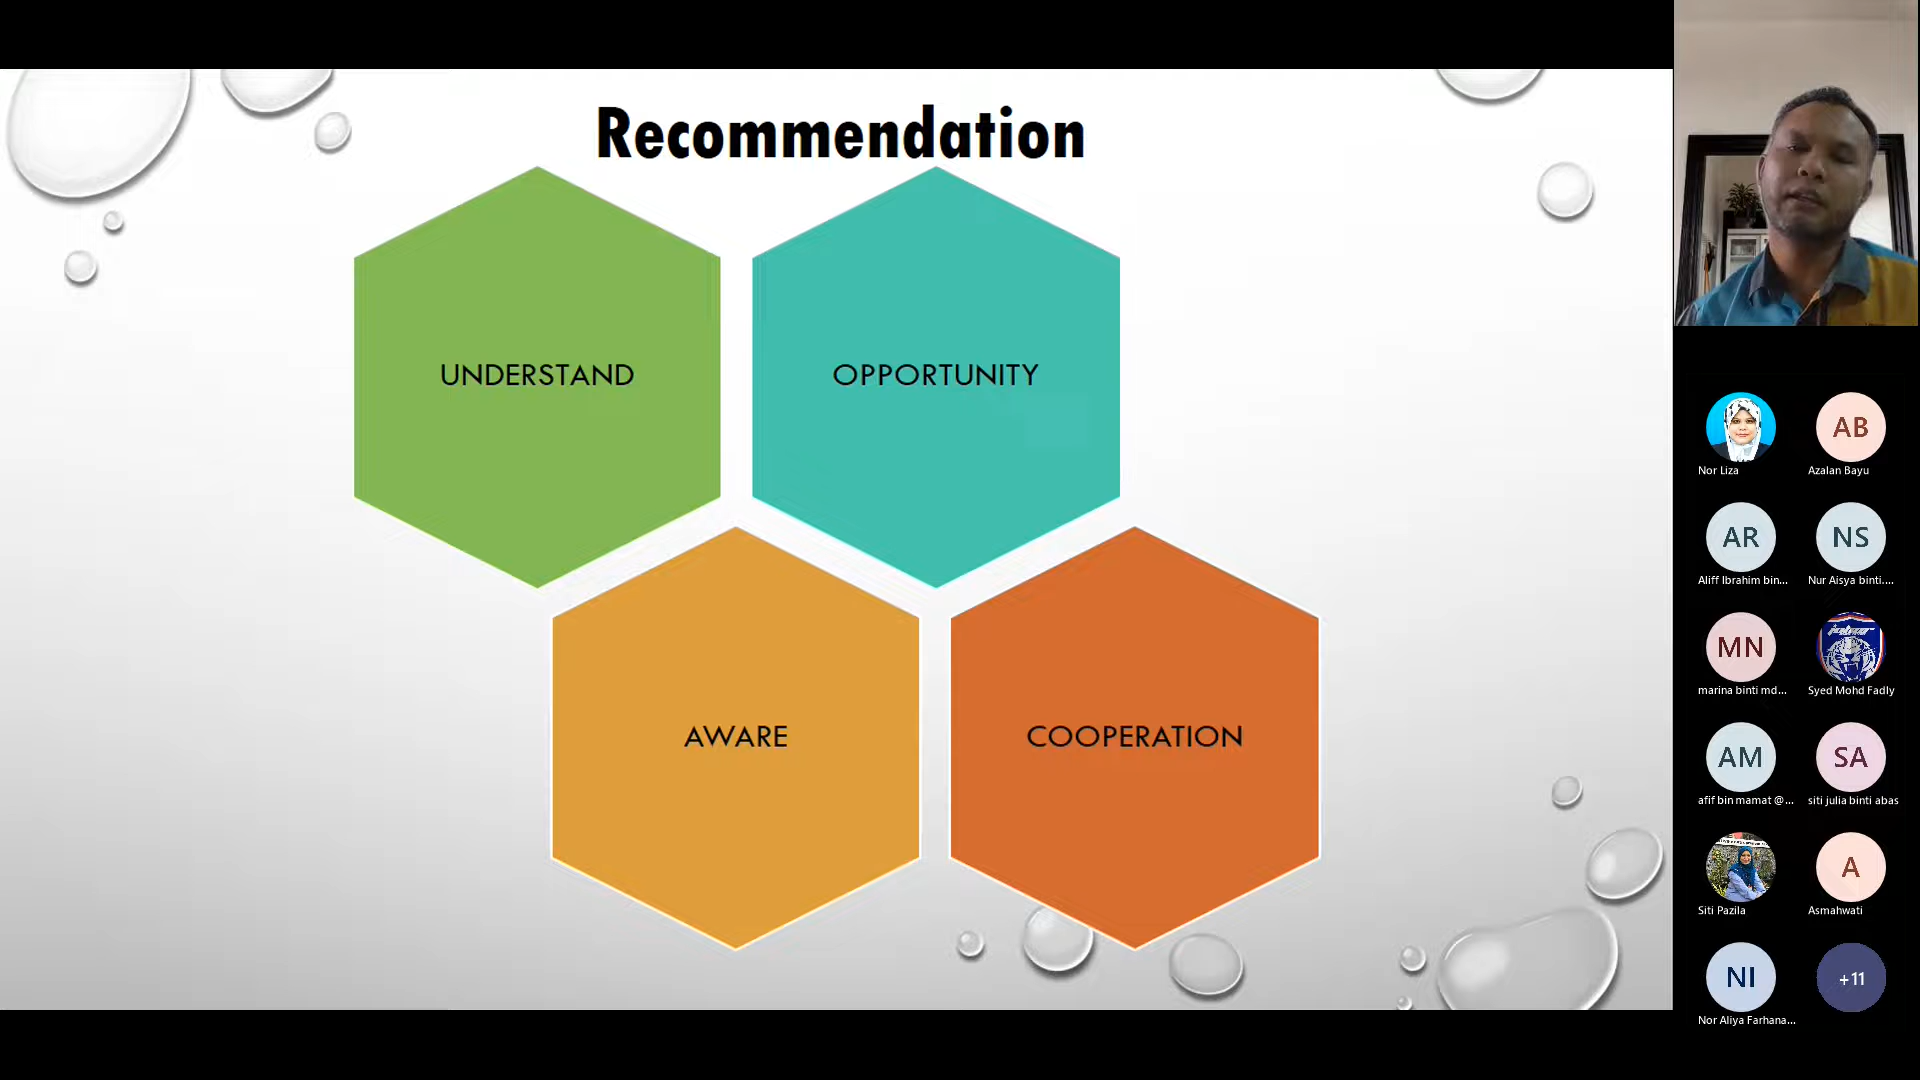 Recommendation
UNDERSTAND
OPPORTUNITY
AWARE
COOPERATION
Nor Liza
AB
Azalan Bayu
AR
Aliff Ibrahim bin...
NS
Nur Aisya binti....
MN
marina binti md...
Syed Mohd Fadly
AM
afif bin mamat @...
SA
siti julia binti abas
Siti Pazila
A
Asmahwati
NI
Nor Aliya Farhana...
+11